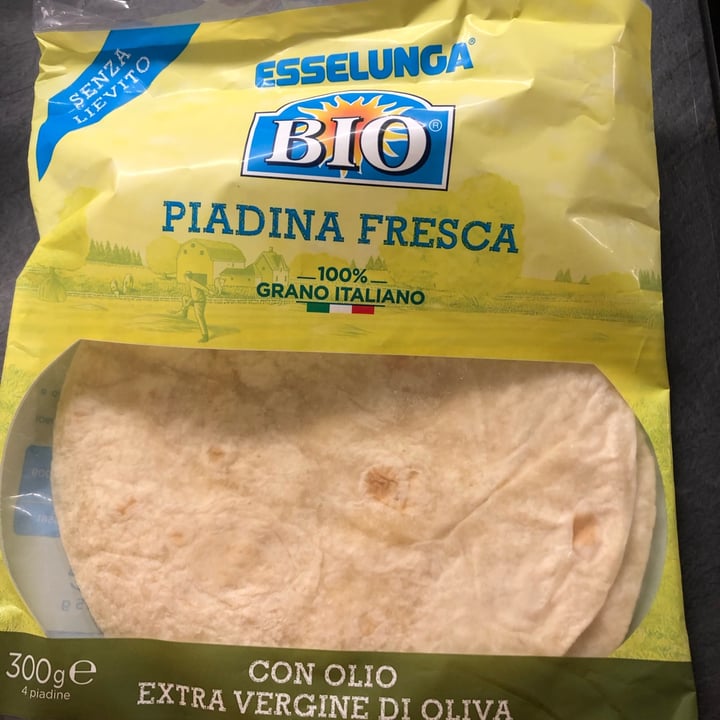 SENZA
LIEVITO
ESSELUNGA®
BIO®
PIADINA FRESCA
100%
GRANO ITALIANO
300g e
4 piadine
CON OLIO
EXTRA VERGINE DI OLIVA